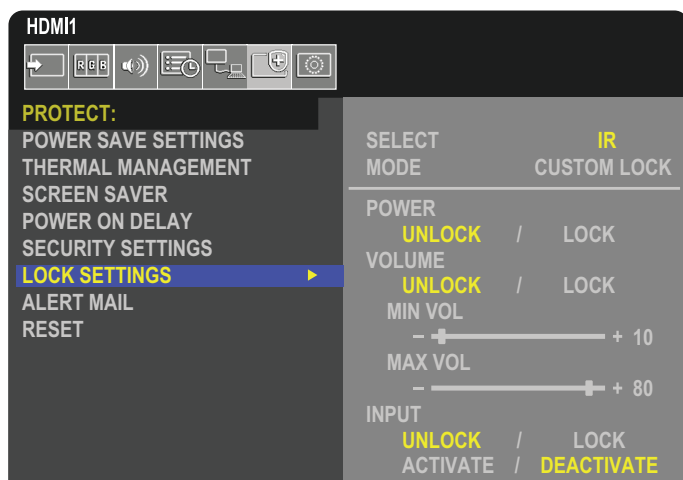 HDMI1
RGB
PROTECT:
POWER SAVE SETTINGS
THERMAL MANAGEMENT
SCREEN SAVER
POWER ON DELAY
SECURITY SETTINGS
LOCK SETTINGS
ALERT MAIL
RESET
SELECT IR
MODE CUSTOM LOCK
POWER
UNLOCK / LOCK
VOLUME
UNLOCK / LOCK
MIN VOL
– + 10
MAX VOL
– + 80
INPUT
UNLOCK / LOCK
ACTIVATE / DEACTIVATE